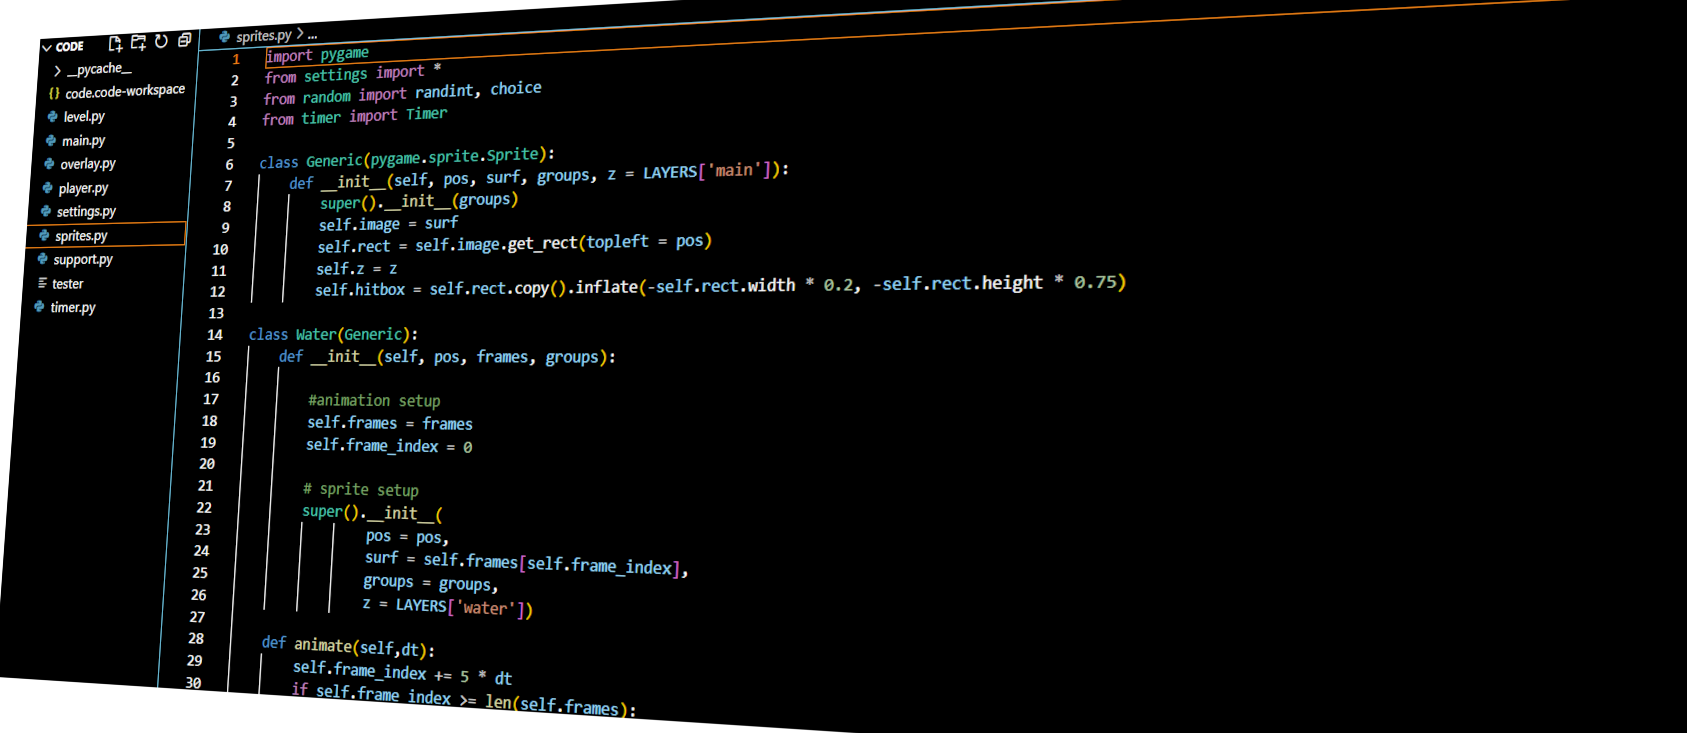 CODE
__pycache__
{} code.code-workspace
level.py
main.py
overlay.py
player.py
settings.py
sprites.py
support.py
tester
timer.py
sprites.py > ...
1 import pygame
2 from settings import *
3 from random import randint, choice
4 from timer import Timer
5
6 class Generic(pygame.sprite.Sprite):
7 def __init__(self, pos, surf, groups, z = LAYERS['main']):
8 super().__init__(groups)
9 self.image = surf
10 self.rect = self.image.get_rect(topleft = pos)
11 self.z = z
12 self.hitbox = self.rect.copy().inflate(-self.rect.width * 0.2, -self.rect.height * 0.75)
13
14 class Water(Generic):
15 def __init__(self, pos, frames, groups):
16
17 #animation setup
18 self.frames = frames
19 self.frame_index = 0
20
21 # sprite setup
22 super().__init__(
23 pos = pos,
24 surf = self.frames[self.frame_index],
25 groups = groups,
26 z = LAYERS['water'])
27
28 def animate(self,dt):
29 self.frame_index += 5 * dt
30 if self.frame_index >= len(self.frames):